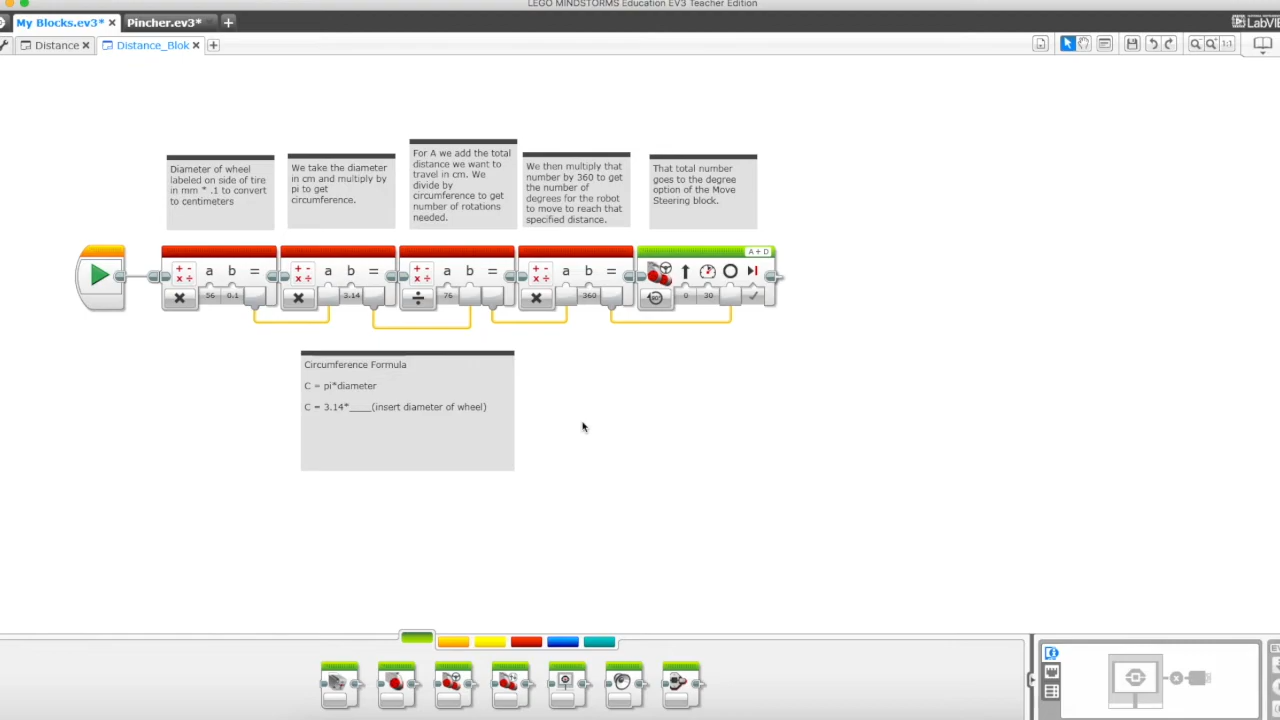 LEGO MINDSTORMS Education EV3 Teacher Edition
My Blocks.ev3* Pincher.ev3*
Distance Distance_Blok
1:1
Diameter of wheel
labeled on side of tire
in mm * .1 to convert
to centimeters
We take the diameter
in cm and multiply by
pi to get
circumference.
For A we add the total
distance we want to
travel in cm. We
divide by
circumference to get
number of rotations
needed.
We then multiply that
number by 360 to get
the number of
degrees for the robot
to move to reach that
specified distance.
That total number
goes to the degree
option of the Move
Steering block.
A + D
a b = a b = a b = a b =
56 0.1 3.14 76 360 0 30
Circumference Formula
C = pi*diameter
C = 3.14*____(insert diameter of wheel)